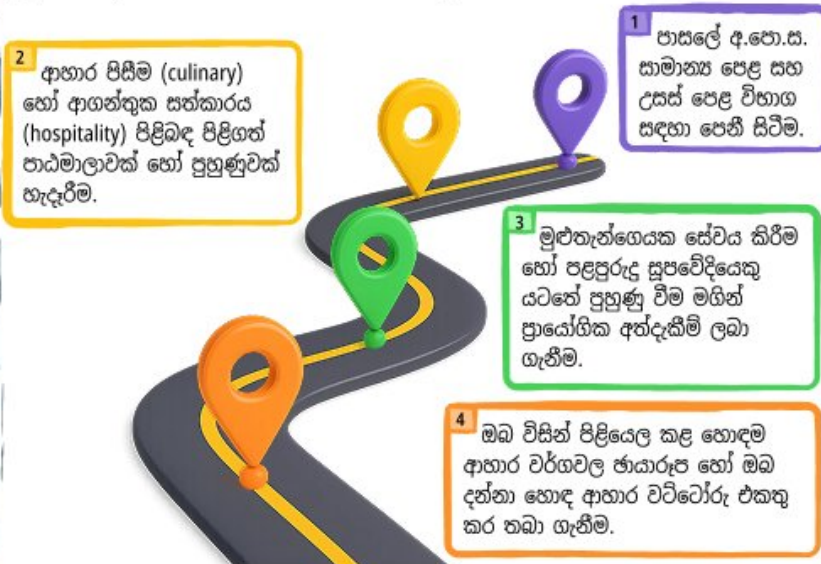 1
පාසලේ අ.පො.ස.
සාමාන්‍ය පෙළ සහ
උසස් පෙළ විභාග
සඳහා පෙනී සිටීම.
2
ආහාර පිසීම (culinary)
හෝ ආගන්තුක සත්කාරය
(hospitality) පිළිබඳ පිළිගත්
පාඨමාලාවක් හෝ පුහුණුවක්
හැදෑරීම.
3
මුළුතැන්ගෙයක සේවය කිරීම
හෝ පළපුරුදු සූපවේදියෙකු
යටතේ පුහුණු වීම මගින්
ප්‍රායෝගික අත්දැකීම් ලබා
ගැනීම.
4
ඔබ විසින් පිළියෙල කළ හොඳම
ආහාර වර්ගවල ඡායාරූප හෝ ඔබ
දන්නා හොඳ ආහාර වට්ටෝරු එකතු
කර තබා ගැනීම.